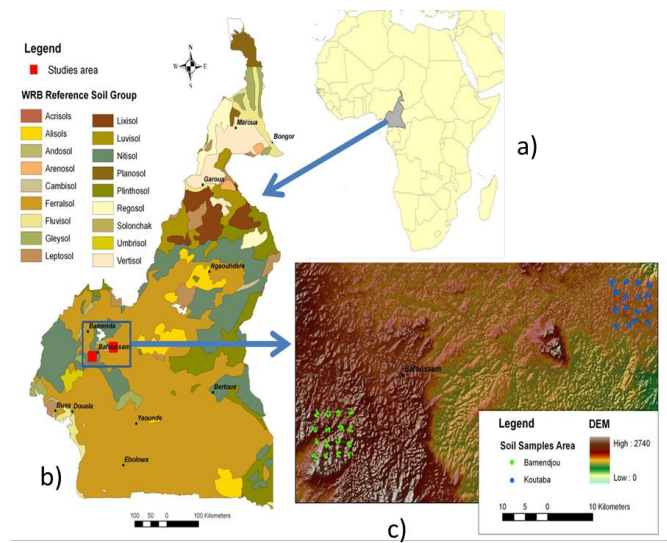 Legend
Studies area
WRB Reference Soil Group
Acrisols
Alisols
Andosol
Arenosol
Cambisol
Ferralsol
Fluvisol
Gleysol
Leptosol
Lixisol
Luvisol
Nitisol
Planosol
Plinthosol
Regosol
Solonchak
Umbrisol
Vertisol
N
W E
S
Maroua
Bongor
Garoua
Ngaoundere
Bamenda
Bafoussam
Bertoua
Buea Douala
Yaounde
Ebolowa
100 50 0 100 Kilometers
b)
a)
Bafoussam
Legend
Soil Samples Area
Bamendjou
Koutaba
DEM
High : 2740
Low : 0
10 5 0 10 Kilometers
c)